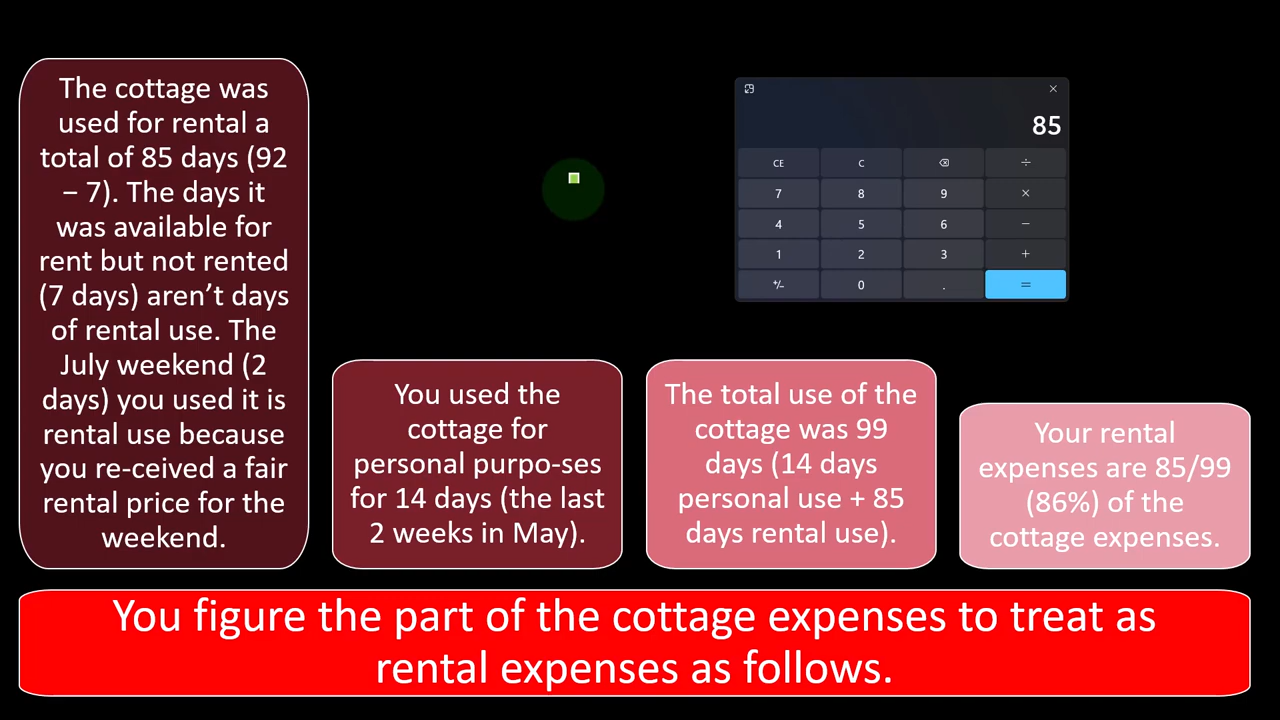 The cottage was
used for rental a
total of 85 days (92
− 7). The days it
was available for
rent but not rented
(7 days) aren’t days
of rental use. The
July weekend (2
days) you used it is
rental use because
you re-ceived a fair
rental price for the
weekend.
You used the
cottage for
personal purpo-ses
for 14 days (the last
2 weeks in May).
The total use of the
cottage was 99
days (14 days
personal use + 85
days rental use).
Your rental
expenses are 85/99
(86%) of the
cottage expenses.
You figure the part of the cottage expenses to treat as
rental expenses as follows.
85
CE C ÷
7 8 9 ×
4 5 6 −
1 2 3 +
+/− 0 . =